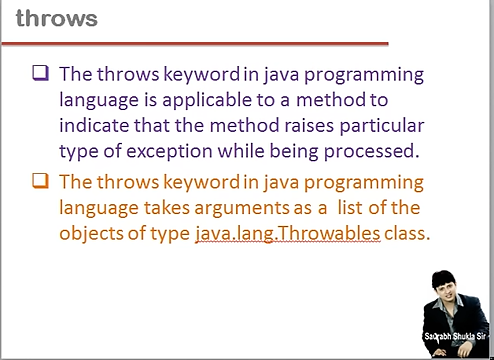 throws
The throws keyword in java programming
language is applicable to a method to
indicate that the method raises particular
type of exception while being processed.
The throws keyword in java programming
language takes arguments as a list of the
objects of type java.lang.Throwables class.
Saurabh Shukla Sir